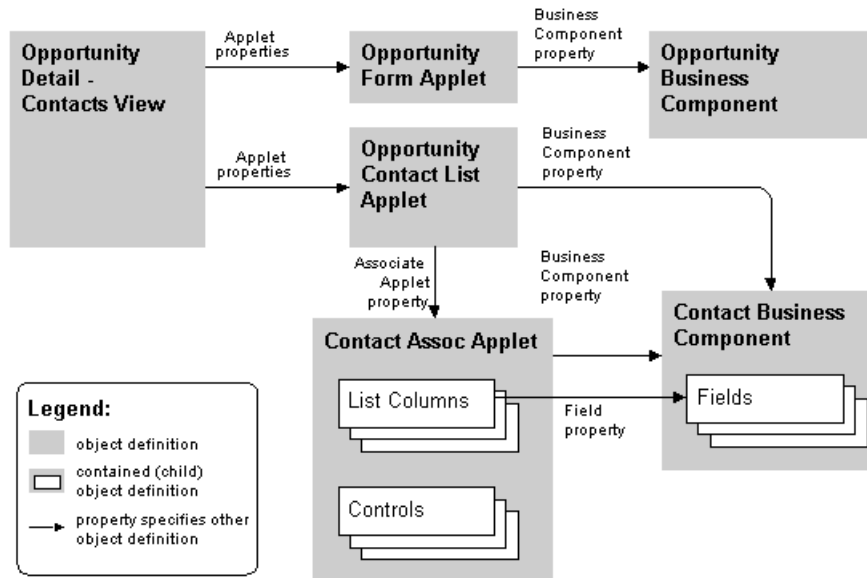 Opportunity
Detail -
Contacts View
Applet
properties
Opportunity
Form Applet
Business
Component
property
Opportunity
Business
Component
Applet
properties
Opportunity
Contact List
Applet
Business
Component
property
Associate
Applet
property
Business
Component
property
Contact Assoc Applet
List Columns
Controls
Field
property
Contact Business
Component
Fields
Legend:
object definition
contained (child)
object definition
property specifies other
object definition